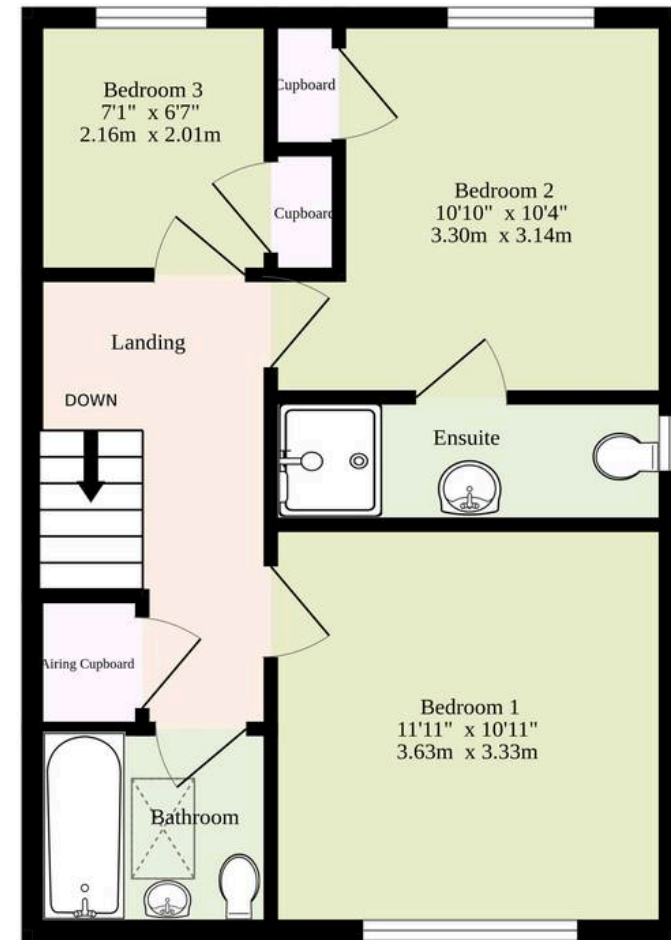 Bedroom 3
7'1" x 6'7"
2.16m x 2.01m
Cupboard
Cupboard
Bedroom 2
10'10" x 10'4"
3.30m x 3.14m
Landing
DOWN
Ensuite
Airing Cupboard
Bedroom 1
11'11" x 10'11"
3.63m x 3.33m
Bathroom